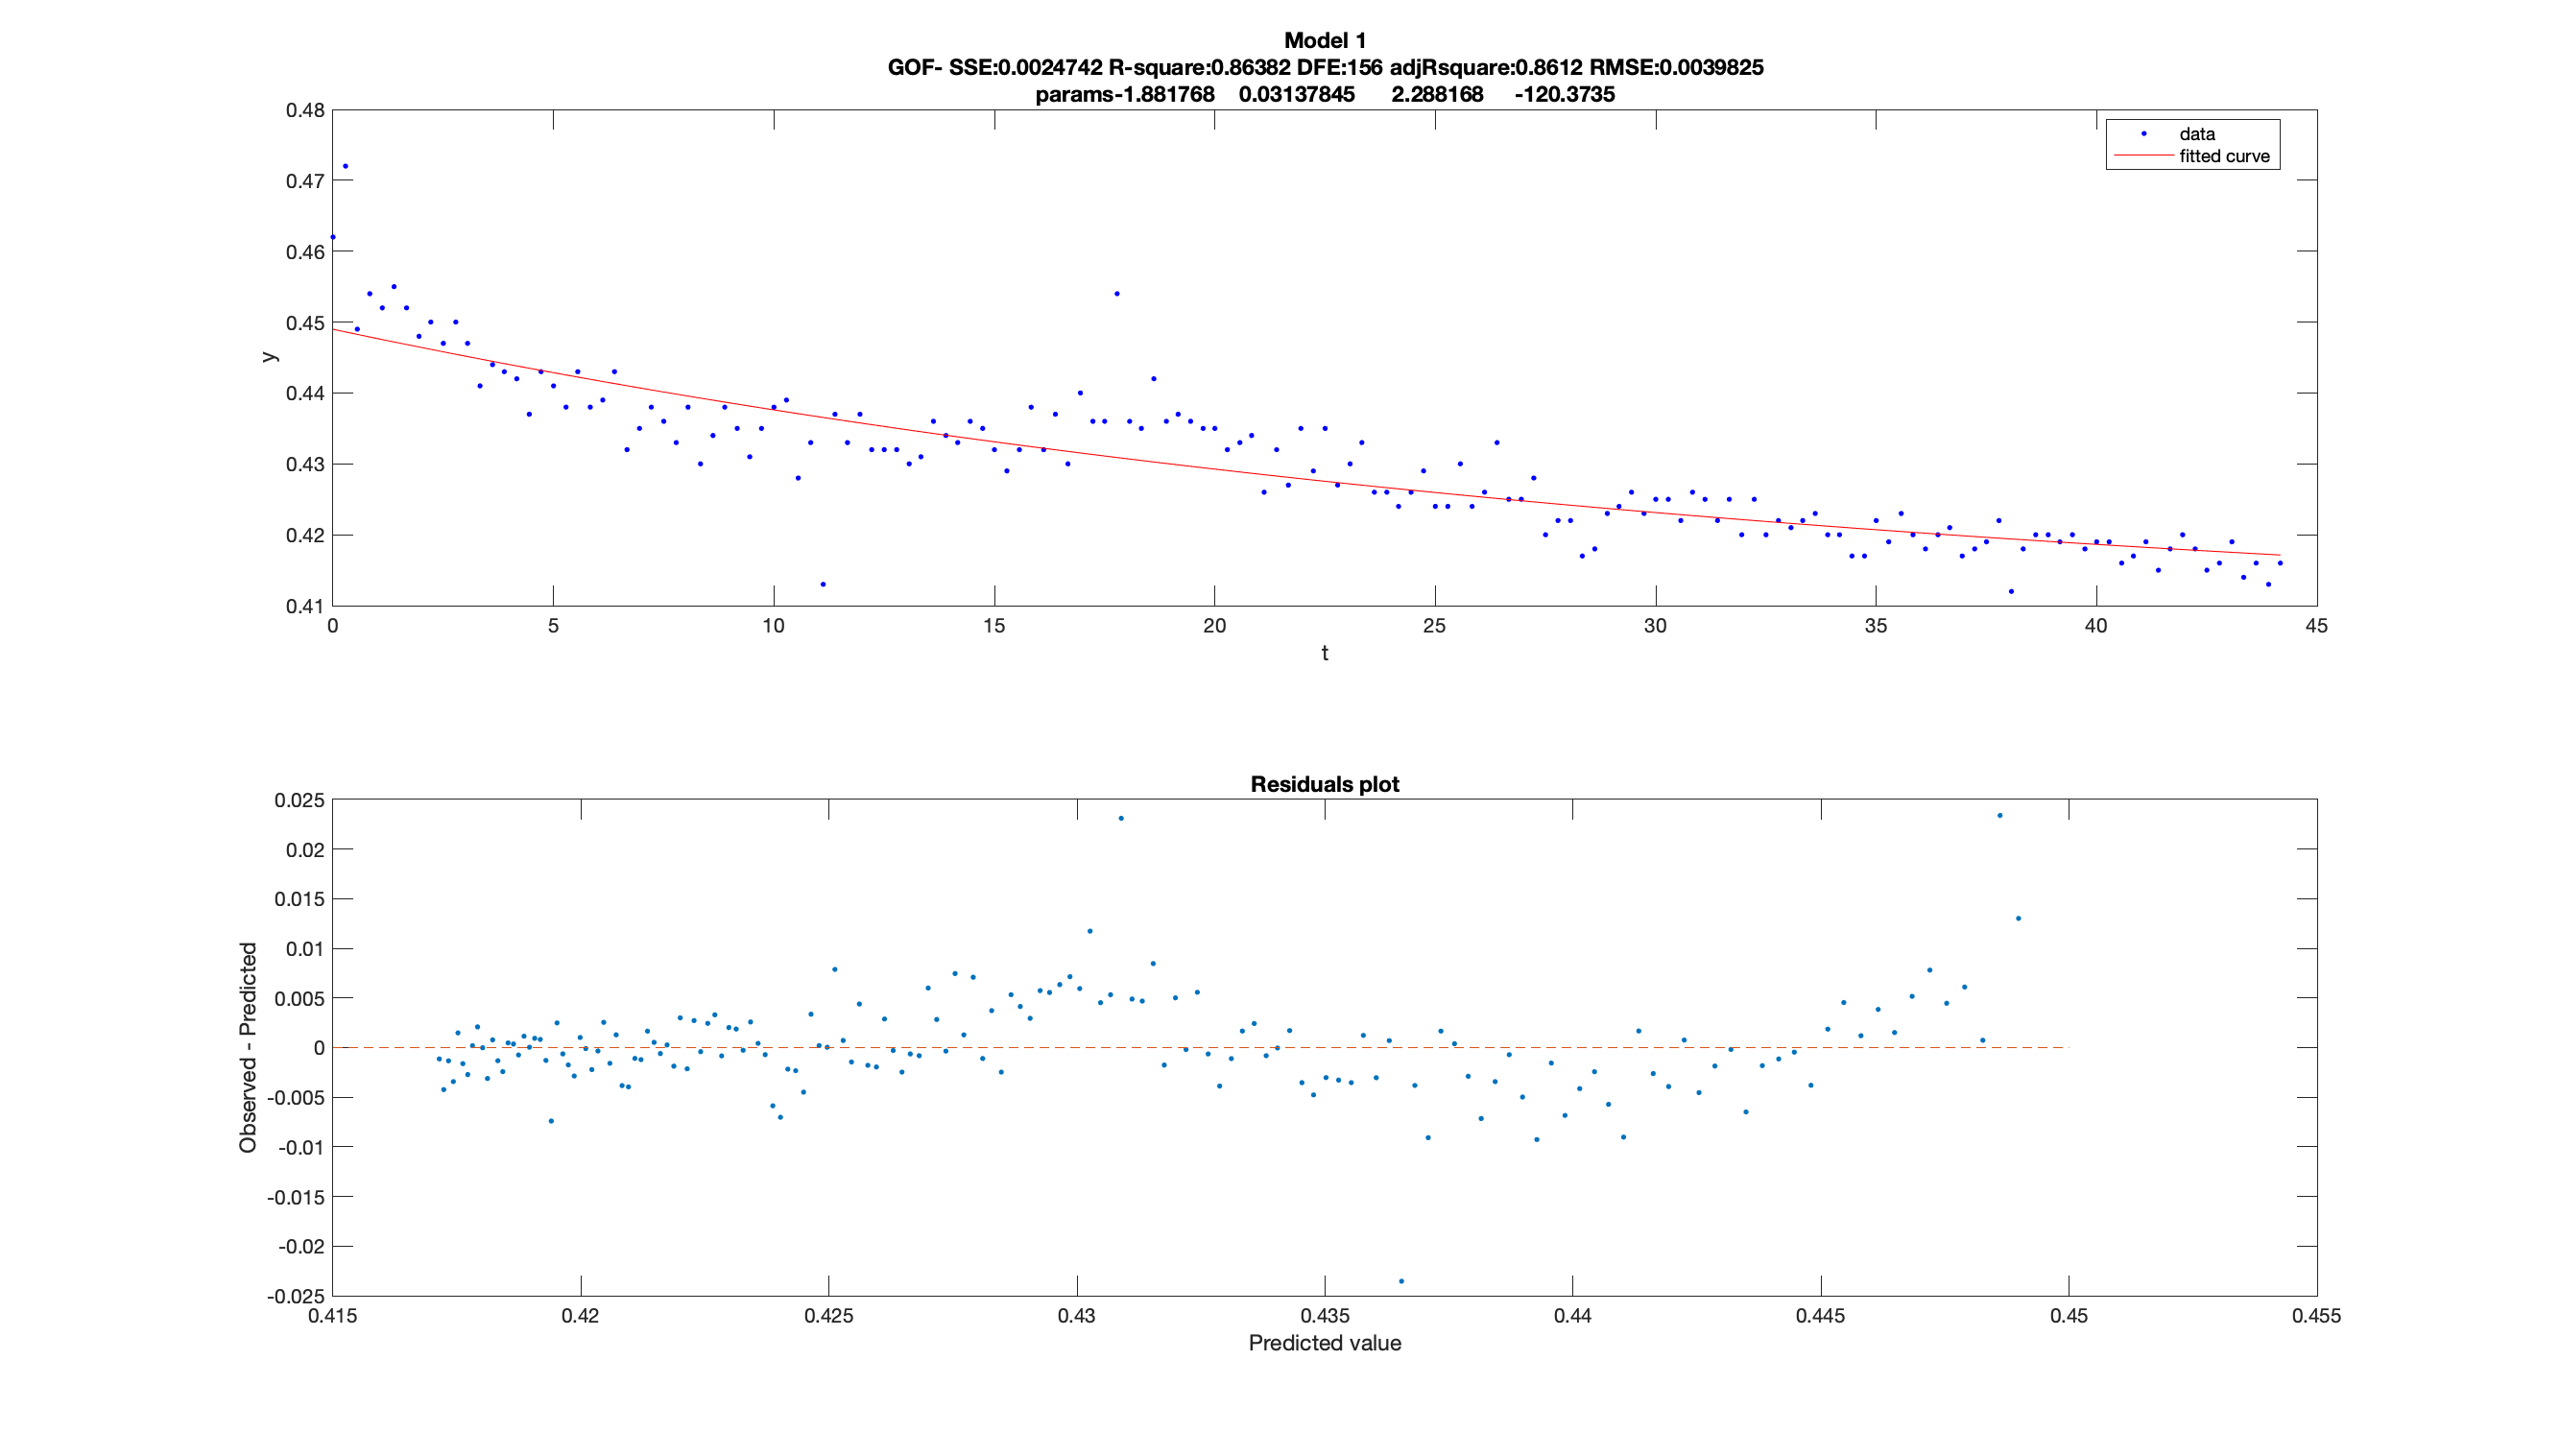 Model 1
GOF- SSE:0.0024742 R-square:0.86382 DFE:156 adjRsquare:0.8612 RMSE:0.0039825
params-1.881768 0.03137845 2.288168 -120.3735
0.48
0.47
0.46
0.45
0.44
0.43
0.42
0.41
y
data
fitted curve
0 5 10 15 20 25 30 35 40 45
t
Residuals plot
0.025
0.02
0.015
0.01
0.005
0
-0.005
-0.01
-0.015
-0.02
-0.025
Observed - Predicted
0.415 0.42 0.425 0.43 0.435 0.44 0.445 0.45 0.455
Predicted value